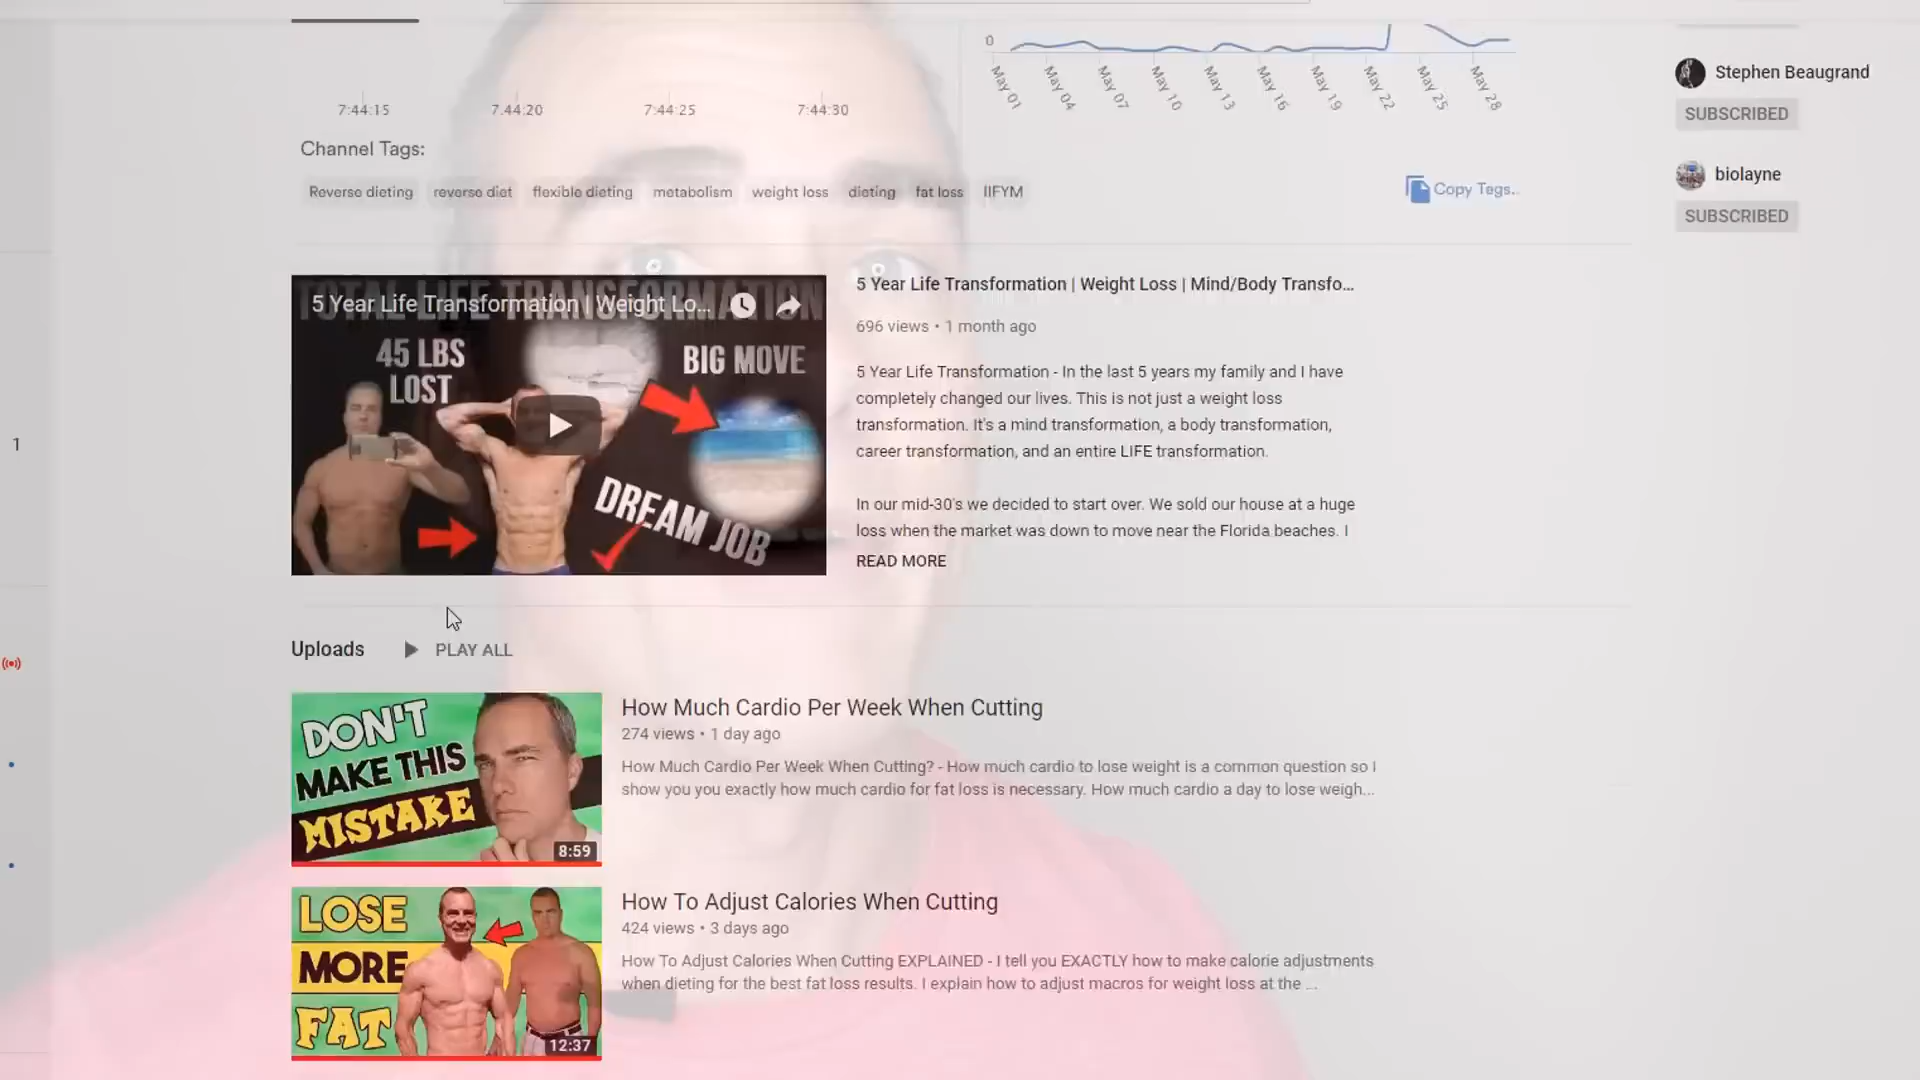 0
May 01
May 04
May 07
May 10
May 13
May 16
May 19
May 22
May 25
May 28
7:44:15
7:44:20
7:44:25
7:44:30
Stephen Beaugrand
SUBSCRIBED
Channel Tags:
Reverse dieting
reverse diet
flexible dieting
metabolism
weight loss
dieting
fat loss
IIFYM
Copy Tags..
biolayne
SUBSCRIBED
TOTAL LIFE TRANSFORMATION
5 Year Life Transformation | Weight Lo...
45 LBS
LOST
BIG MOVE
DREAM JOB
5 Year Life Transformation | Weight Loss | Mind/Body Transfo...
696 views • 1 month ago
5 Year Life Transformation - In the last 5 years my family and I have
completely changed our lives. This is not just a weight loss
transformation. It's a mind transformation, a body transformation,
career transformation, and an entire LIFE transformation.
In our mid-30's we decided to start over. We sold our house at a huge
loss when the market was down to move near the Florida beaches. I
READ MORE
1
Uploads
PLAY ALL
DON'T
MAKE THIS
MISTAKE
8:59
How Much Cardio Per Week When Cutting
274 views • 1 day ago
How Much Cardio Per Week When Cutting? - How much cardio to lose weight is a common question so I
show you you exactly how much cardio for fat loss is necessary. How much cardio a day to lose weigh...
LOSE
MORE
FAT
12:37
How To Adjust Calories When Cutting
424 views • 3 days ago
How To Adjust Calories When Cutting EXPLAINED - I tell you EXACTLY how to make calorie adjustments
when dieting for the best fat loss results. I explain how to adjust macros for weight loss at the ...